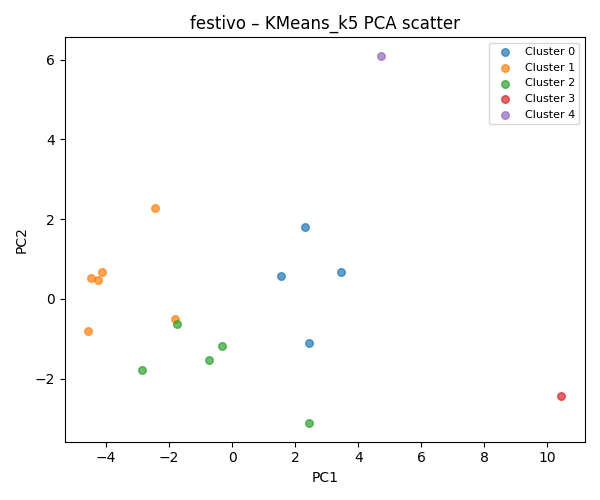 festivo – KMeans_k5 PCA scatter
Cluster 0
Cluster 1
Cluster 2
Cluster 3
Cluster 4
6
4
2
0
−2
PC2
−4 −2 0 2 4 6 8 10
PC1